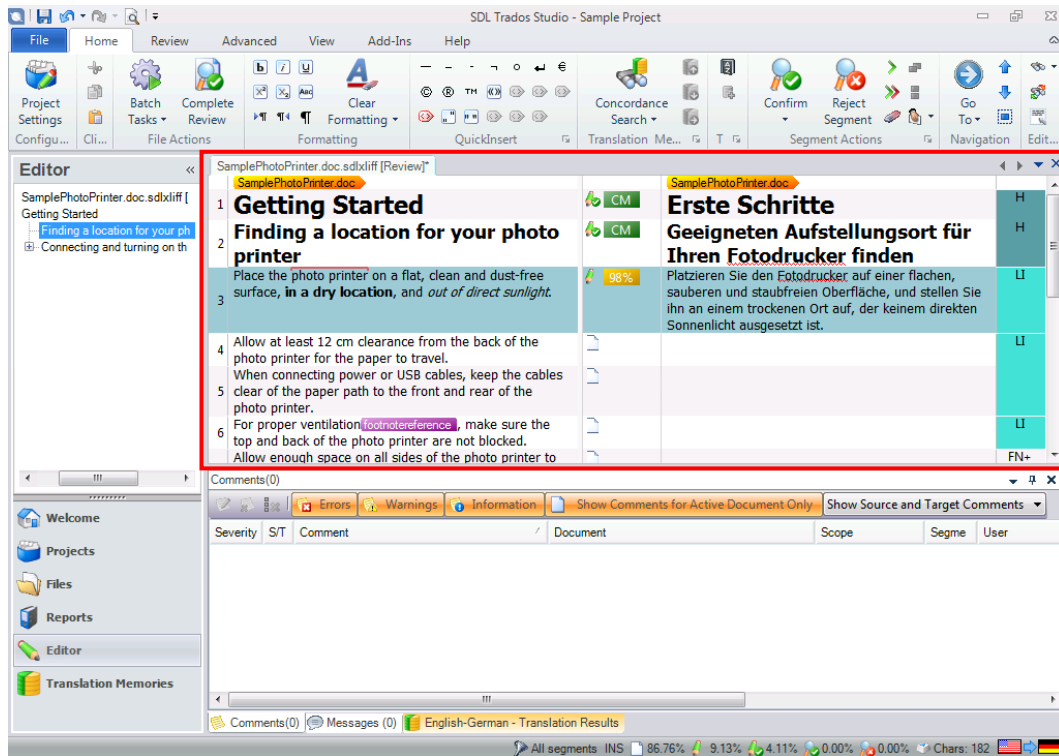 SDL Trados Studio - Sample Project
File Home Review Advanced View Add-Ins Help
Project Settings
Batch Tasks
Complete Review
Clear Formatting
Concordance Search
Confirm
Reject Segment
Go To
Configu... Cli... File Actions Formatting QuickInsert Translation Me... T Segment Actions Navigation Edit...
Editor
SamplePhotoPrinter.doc.sdlxliff [
Getting Started
Finding a location for your ph
Connecting and turning on th
SamplePhotoPrinter.doc.sdlxliff [Review]*
SamplePhotoPrinter.doc SamplePhotoPrinter.doc
1 Getting Started CM Erste Schritte H
2 Finding a location for your photo
printer
CM Geeigneten Aufstellungsort für
Ihren Fotodrucker finden
H
3 Place the photo printer on a flat, clean and dust-free
surface, in a dry location, and out of direct sunlight.
98% Platzieren Sie den Fotodrucker auf einer flachen,
sauberen und staubfreien Oberfläche, und stellen Sie
ihn an einem trockenen Ort auf, der keinem direkten
Sonnenlicht ausgesetzt ist.
LI
4 Allow at least 12 cm clearance from the back of the
photo printer for the paper to travel.
LI
5 When connecting power or USB cables, keep the cables
clear of the paper path to the front and rear of the
photo printer.
6 For proper ventilation footnotereference , make sure the
top and back of the photo printer are not blocked.
LI
Allow enough space on all sides of the photo printer to FN+
Comments(0)
Errors Warnings Information Show Comments for Active Document Only Show Source and Target Comments
Severity S/T Comment Document Scope Segme User
Welcome
Projects
Files
Reports
Editor
Translation Memories
Comments(0) Messages (0) English-German - Translation Results
All segments INS 86.76% 9.13% 4.11% 0.00% 0.00% Chars: 182